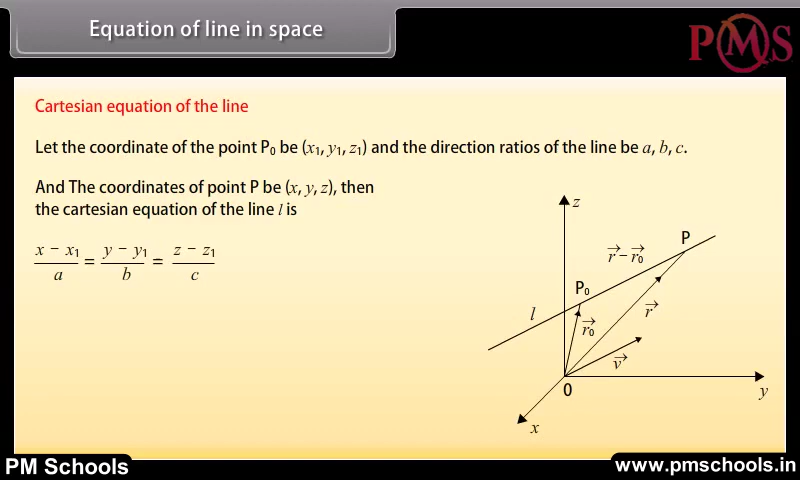 Equation of line in space
PMS
Cartesian equation of the line
Let the coordinate of the point P₀ be (x₁, y₁, z₁) and the direction ratios of the line be a, b, c.
And The coordinates of point P be (x, y, z), then
the cartesian equation of the line l is
(x − x₁)/a = (y − y₁)/b = (z − z₁)/c
z
P
r⃗ − r⃗₀
P₀
l
r⃗₀
r⃗
v⃗
O
y
x
PM Schools
www.pmschools.in